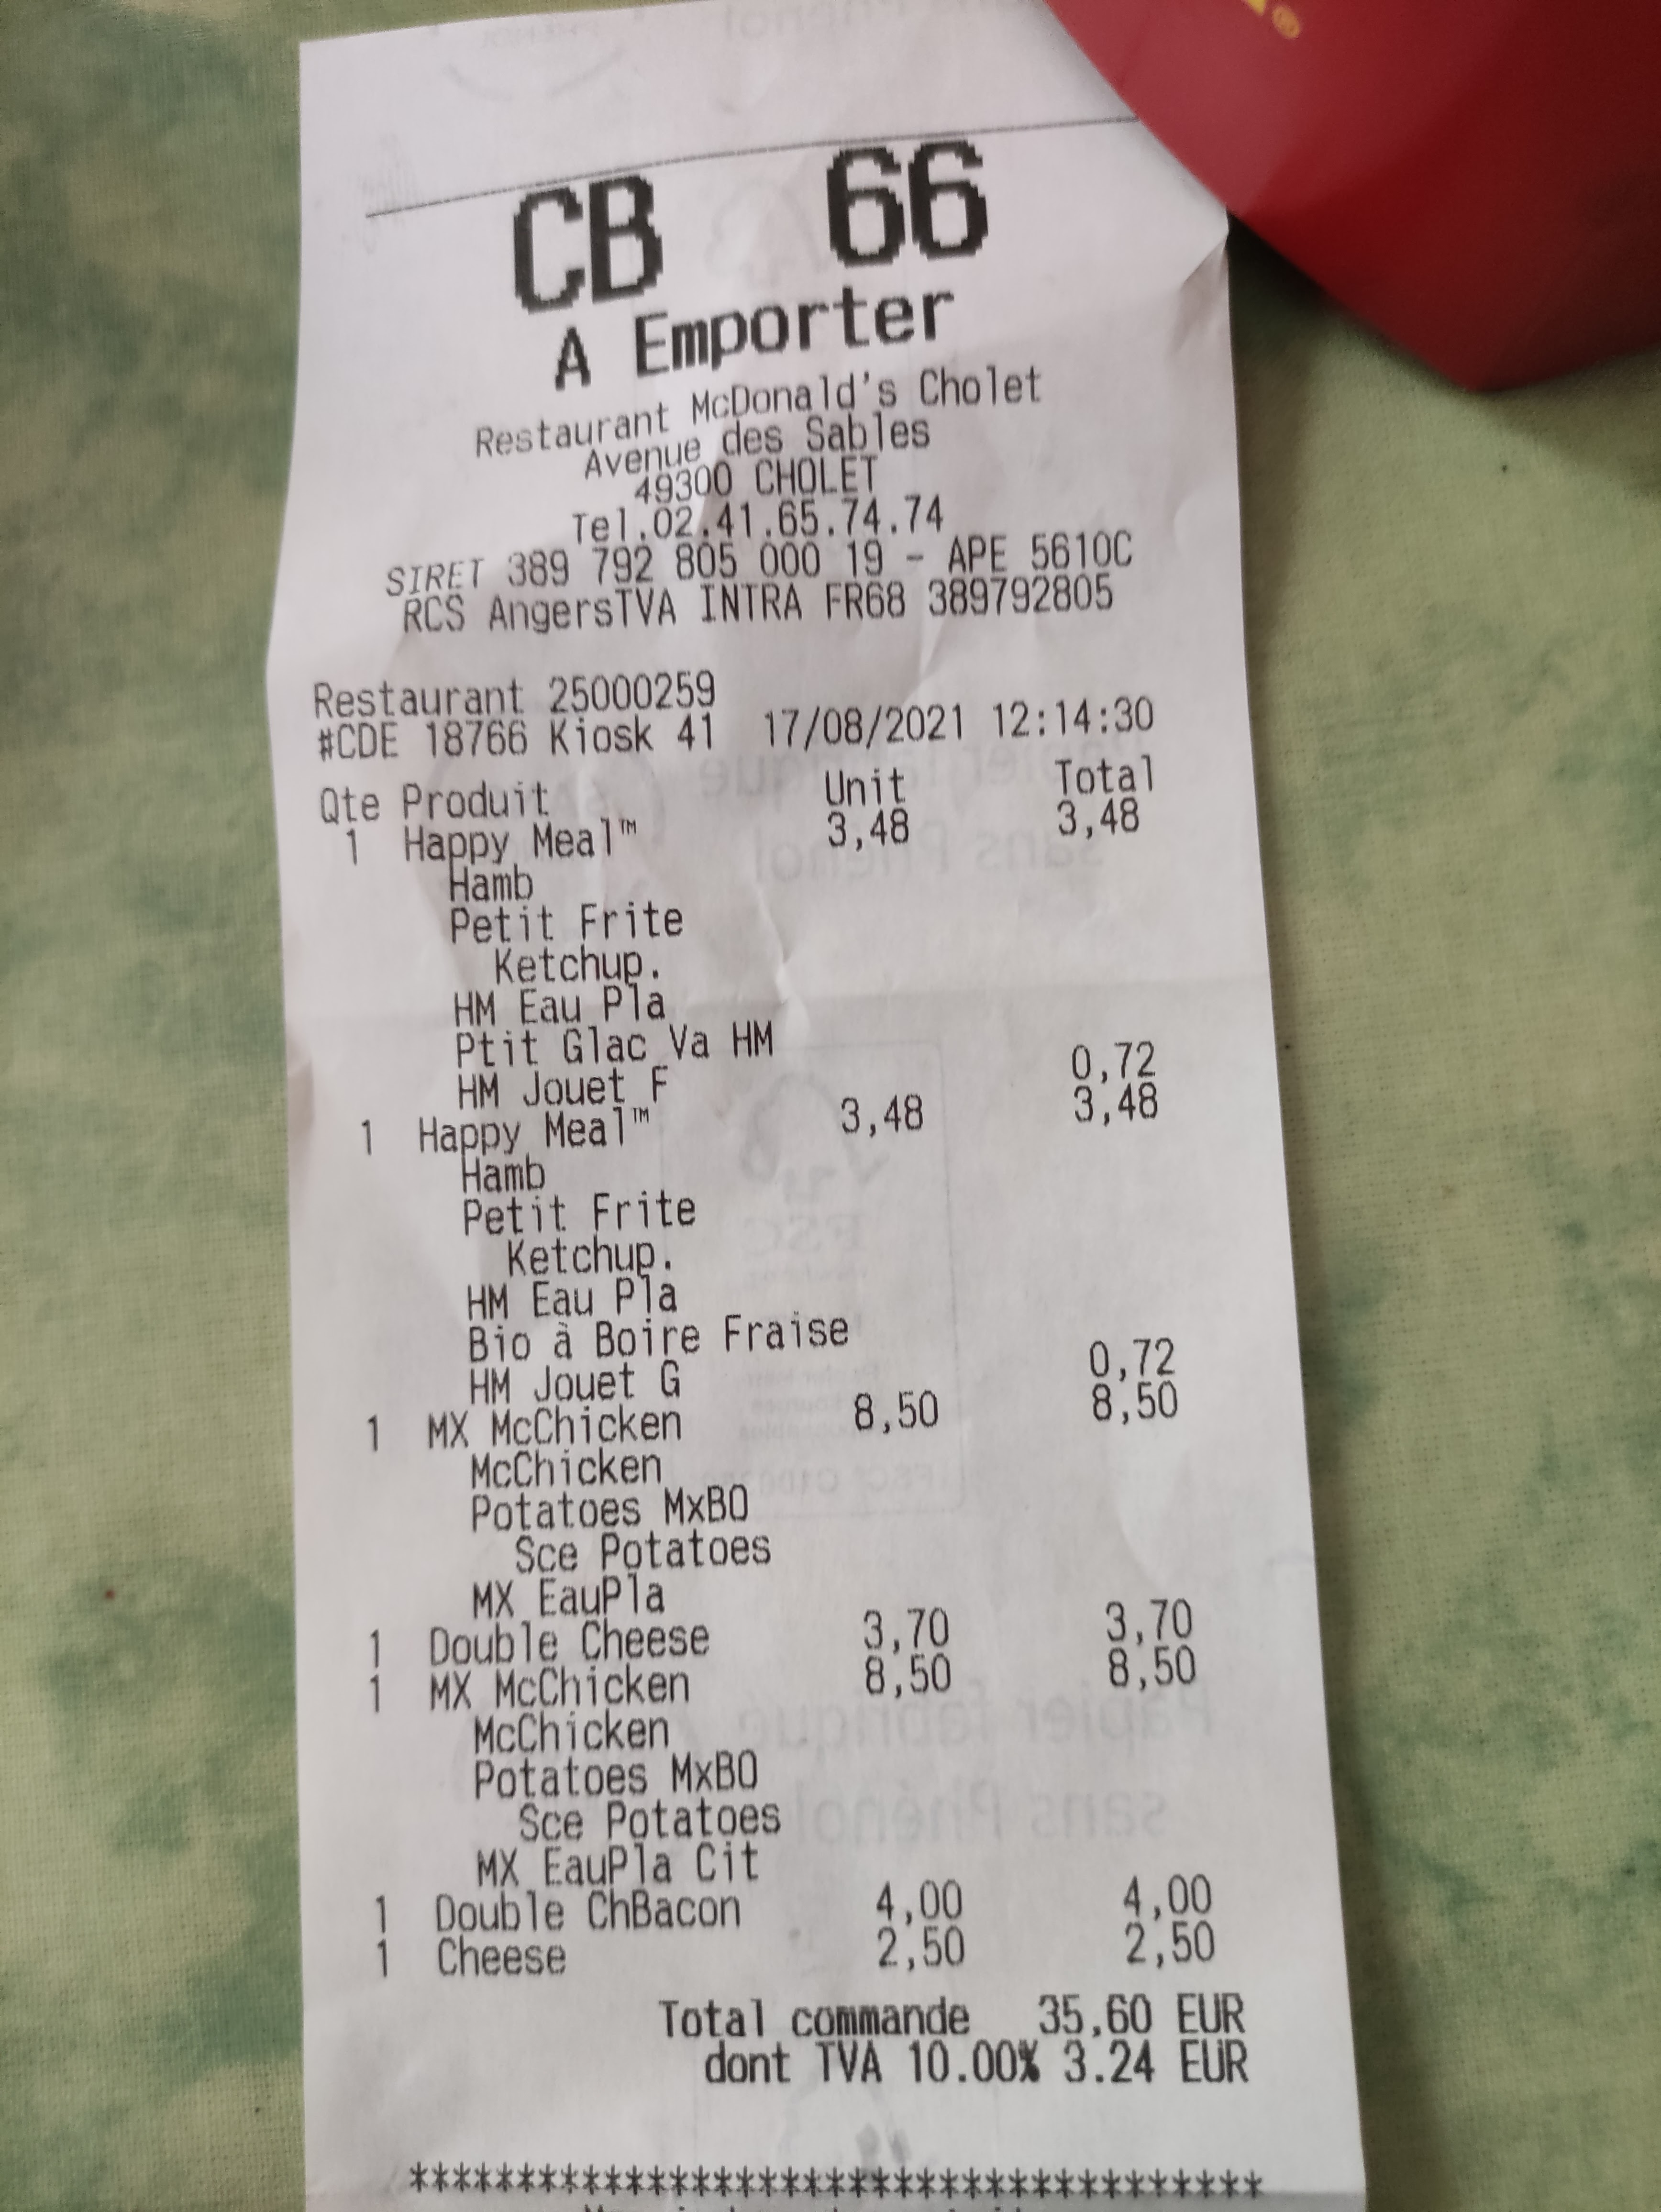 CB 66
A Emporter
Restaurant McDonald's Cholet
Avenue des Sables
49300 CHOLET
Tel.02.41.65.74.74
SIRET 389 792 805 000 19 - APE 5610C
RCS AngersTVA INTRA FR68 389792805
Restaurant 25000259
#CDE 18766 Kiosk 41 17/08/2021 12:14:30
Qte Produit Unit Total
1 Happy Meal™ 3,48 3,48
Hamb
Petit Frite
Ketchup.
HM Eau Pla
Ptit Glac Va HM
HM Jouet F 0,72
1 Happy Meal™ 3,48 3,48
Hamb
Petit Frite
Ketchup.
HM Eau Pla
Bio à Boire Fraise
HM Jouet G 0,72
1 MX McChicken 8,50 8,50
McChicken
Potatoes MxBO
Sce Potatoes
MX EauPla
1 Double Cheese 3,70 3,70
1 MX McChicken 8,50 8,50
McChicken
Potatoes MxBO
Sce Potatoes
MX EauPla Cit
1 Double ChBacon 4,00 4,00
1 Cheese 2,50 2,50
Total commande 35,60 EUR
dont TVA 10.00% 3.24 EUR
****************************************